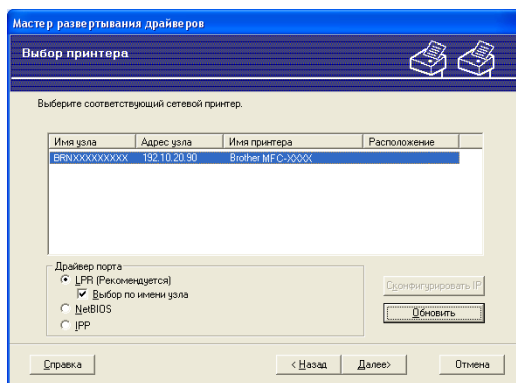 Мастер развертывания драйверов
Выбор принтера
Выберите соответствующий сетевой принтер.
Имя узла Адрес узла Имя принтера Расположение
BRNXXXXXXXXX 192.10.20.90 Brother MFC-XXXX
Драйвер порта
LPR (Рекомендуется)
Выбор по имени узла
NetBIOS
IPP
Сконфигурировать IP
Обновить
Справка
< Назад
Далее>
Отмена